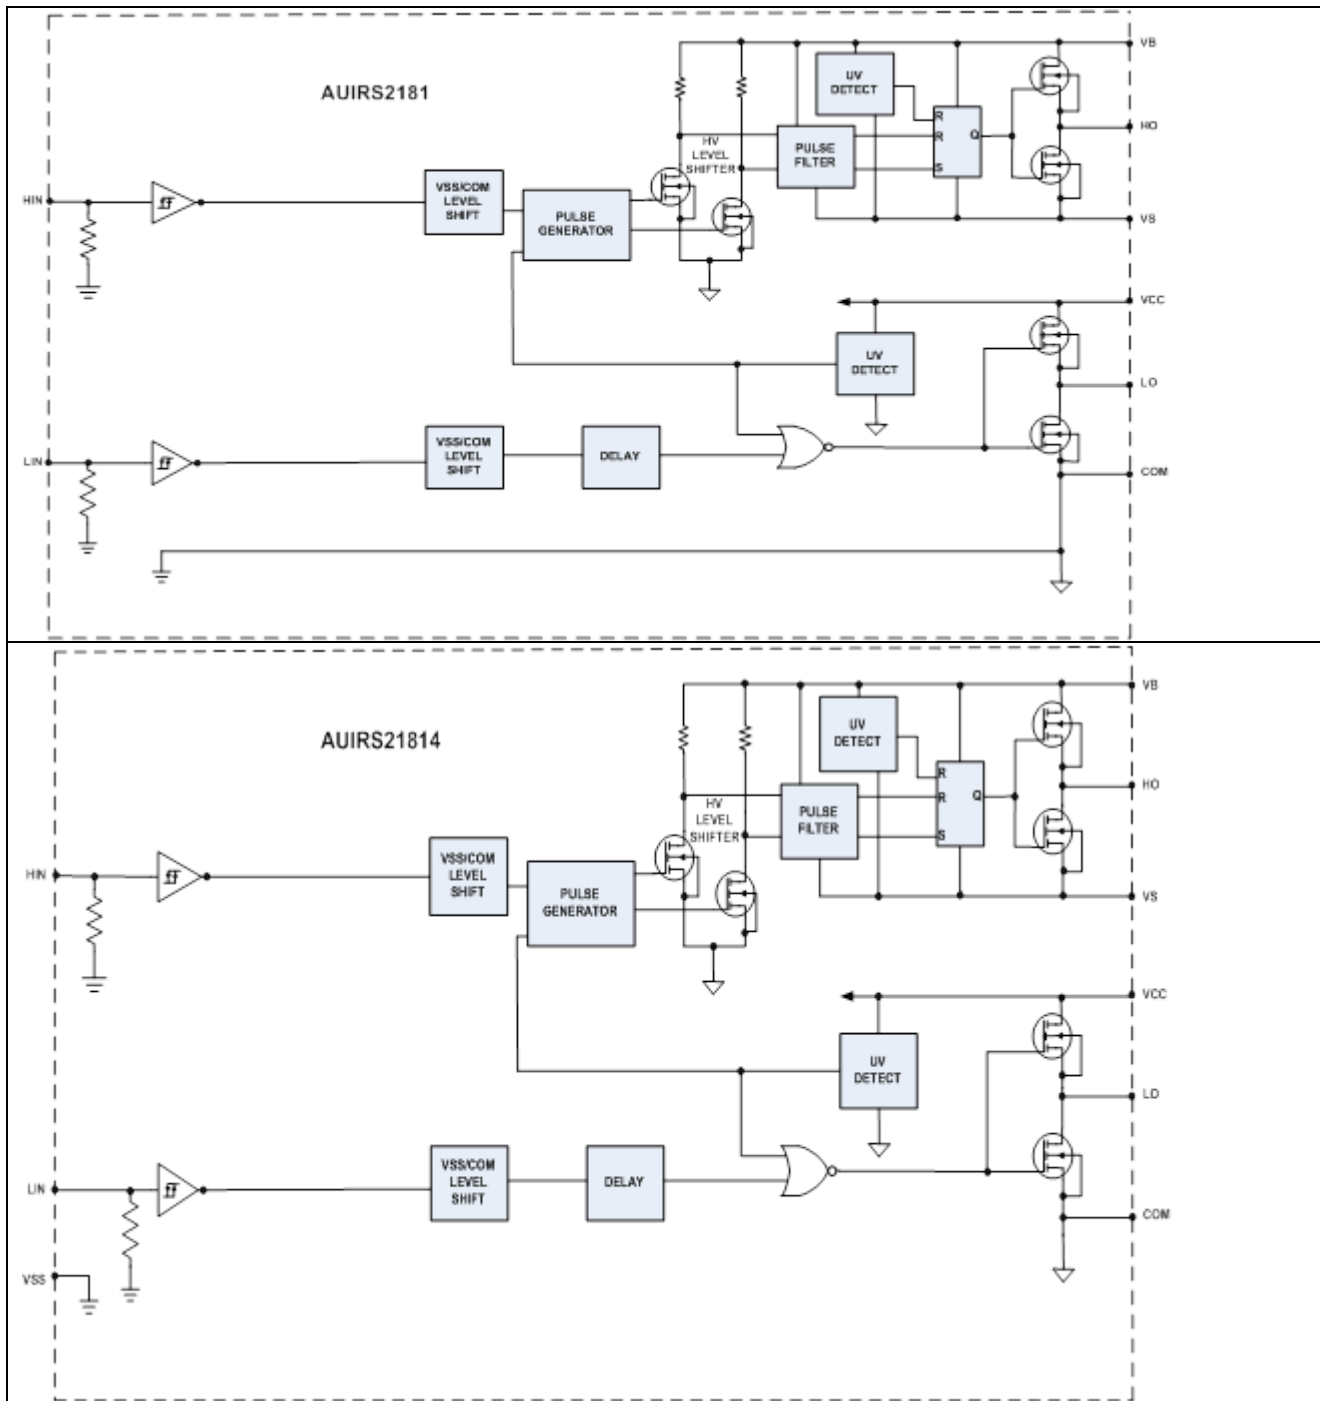 AUIRS2181
VB
UV
DETECT
R
R
Q
S
HO
HV
LEVEL
SHIFTER
PULSE
FILTER
HIN
VSS/COM
LEVEL
SHIFT
PULSE
GENERATOR
VS
VCC
UV
DETECT
LO
LIN
VSS/COM
LEVEL
SHIFT
DELAY
COM
AUIRS21814
VB
UV
DETECT
R
R
Q
S
HO
HV
LEVEL
SHIFTER
PULSE
FILTER
HIN
VSS/COM
LEVEL
SHIFT
PULSE
GENERATOR
VS
VCC
UV
DETECT
LO
LIN
VSS/COM
LEVEL
SHIFT
DELAY
COM
VSS